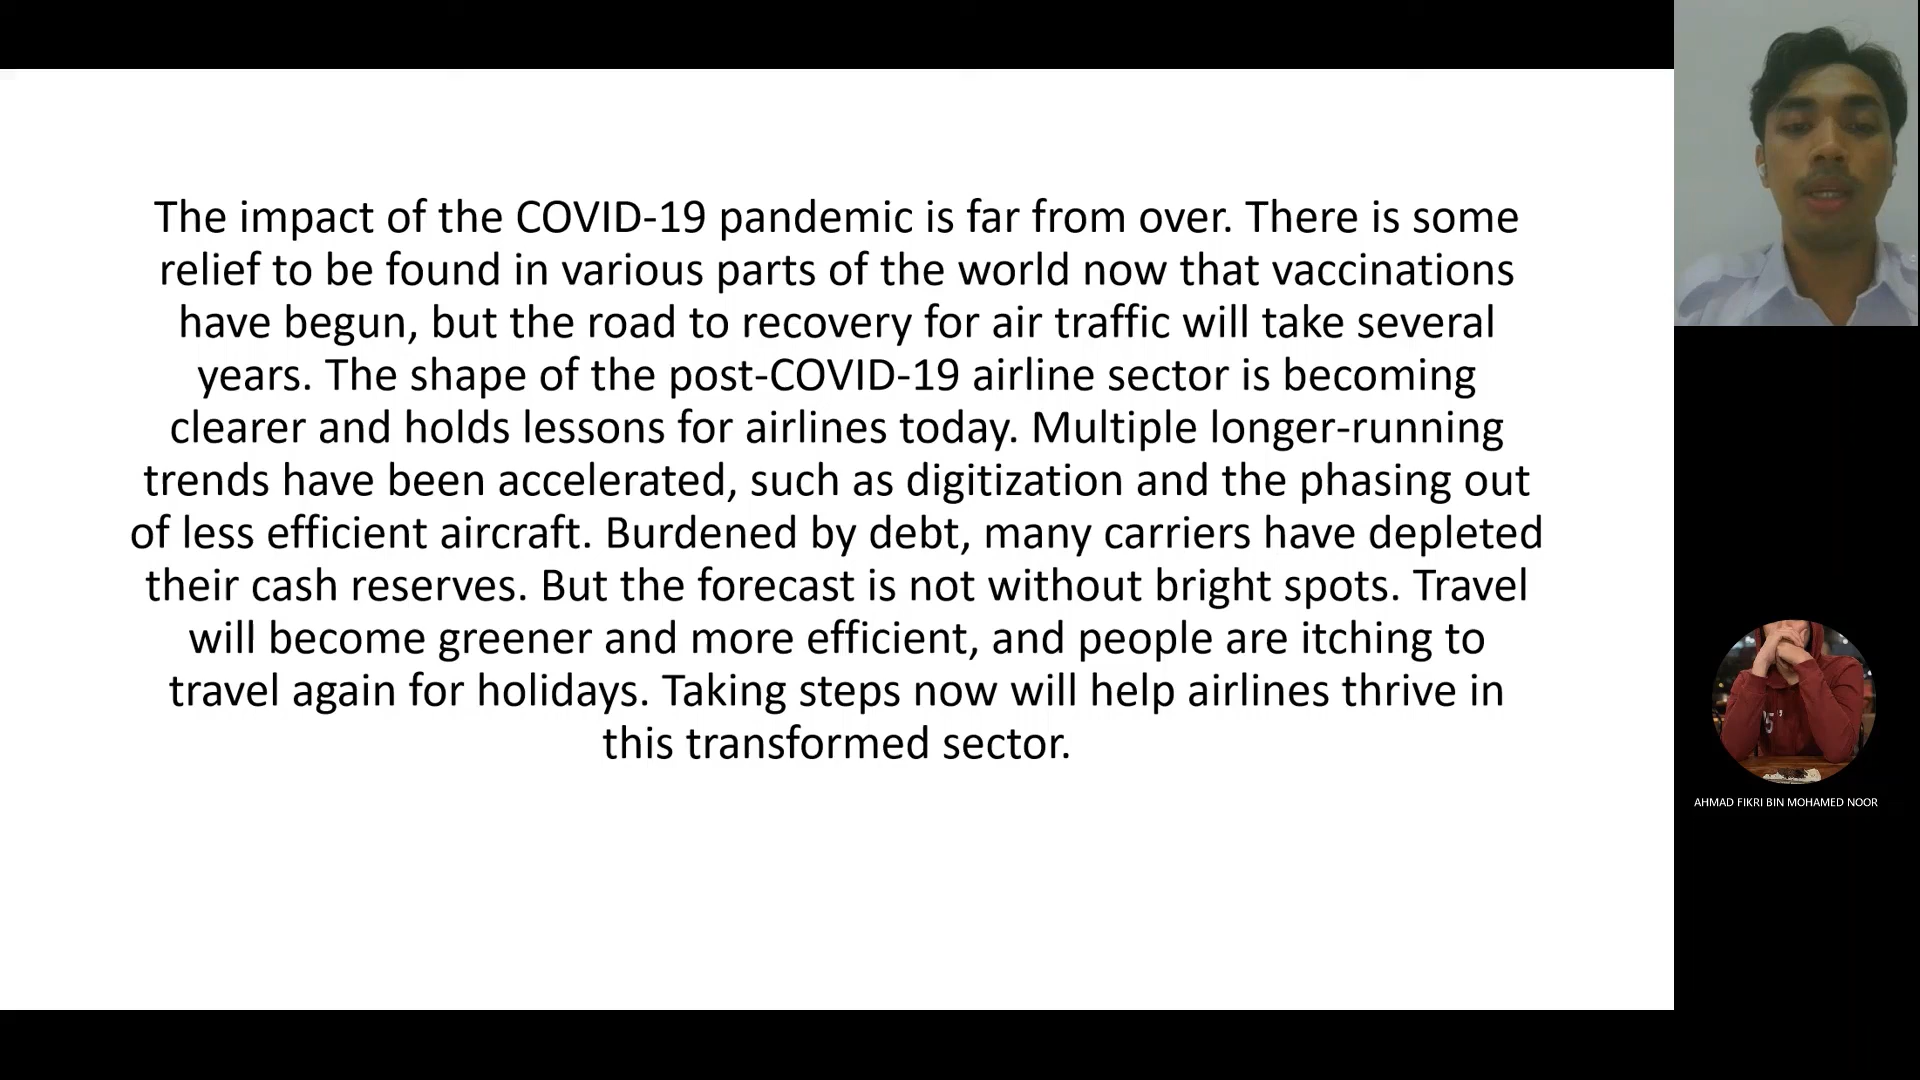 The impact of the COVID-19 pandemic is far from over. There is some
relief to be found in various parts of the world now that vaccinations
have begun, but the road to recovery for air traffic will take several
years. The shape of the post-COVID-19 airline sector is becoming
clearer and holds lessons for airlines today. Multiple longer-running
trends have been accelerated, such as digitization and the phasing out
of less efficient aircraft. Burdened by debt, many carriers have depleted
their cash reserves. But the forecast is not without bright spots. Travel
will become greener and more efficient, and people are itching to
travel again for holidays. Taking steps now will help airlines thrive in
this transformed sector.
AHMAD FIKRI BIN MOHAMED NOOR